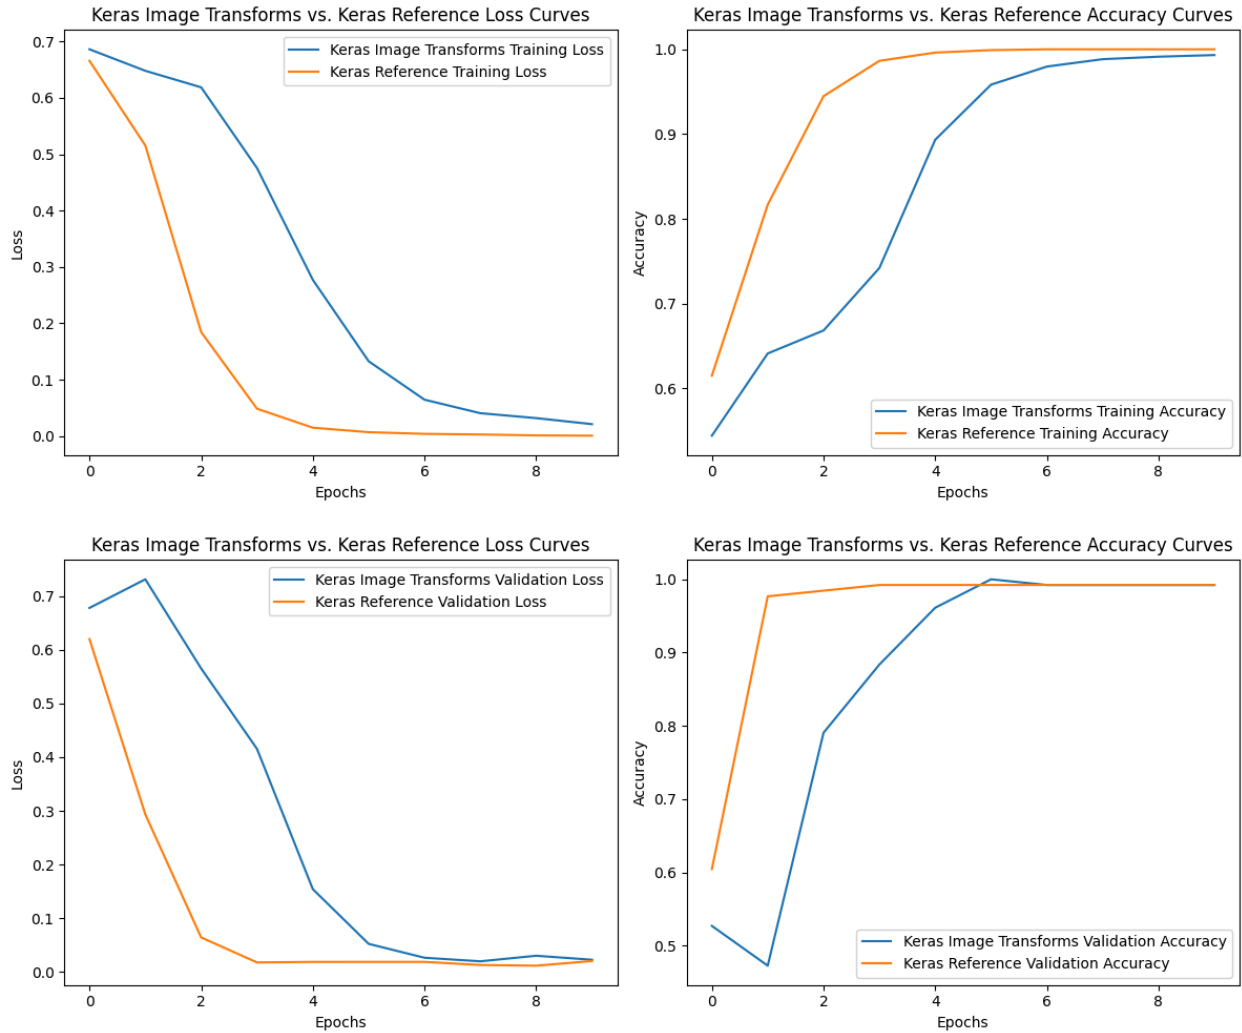 Keras Image Transforms vs. Keras Reference Loss Curves
Keras Image Transforms Training Loss
Keras Reference Training Loss
0.7
0.6
0.5
0.4
0.3
0.2
0.1
0.0
Loss
0 2 4 6 8
Epochs
Keras Image Transforms vs. Keras Reference Accuracy Curves
1.0
0.9
0.8
0.7
0.6
Accuracy
Keras Image Transforms Training Accuracy
Keras Reference Training Accuracy
0 2 4 6 8
Epochs
Keras Image Transforms vs. Keras Reference Loss Curves
Keras Image Transforms Validation Loss
Keras Reference Validation Loss
0.7
0.6
0.5
0.4
0.3
0.2
0.1
0.0
Loss
0 2 4 6 8
Epochs
Keras Image Transforms vs. Keras Reference Accuracy Curves
1.0
0.9
0.8
0.7
0.6
0.5
Accuracy
Keras Image Transforms Validation Accuracy
Keras Reference Validation Accuracy
0 2 4 6 8
Epochs